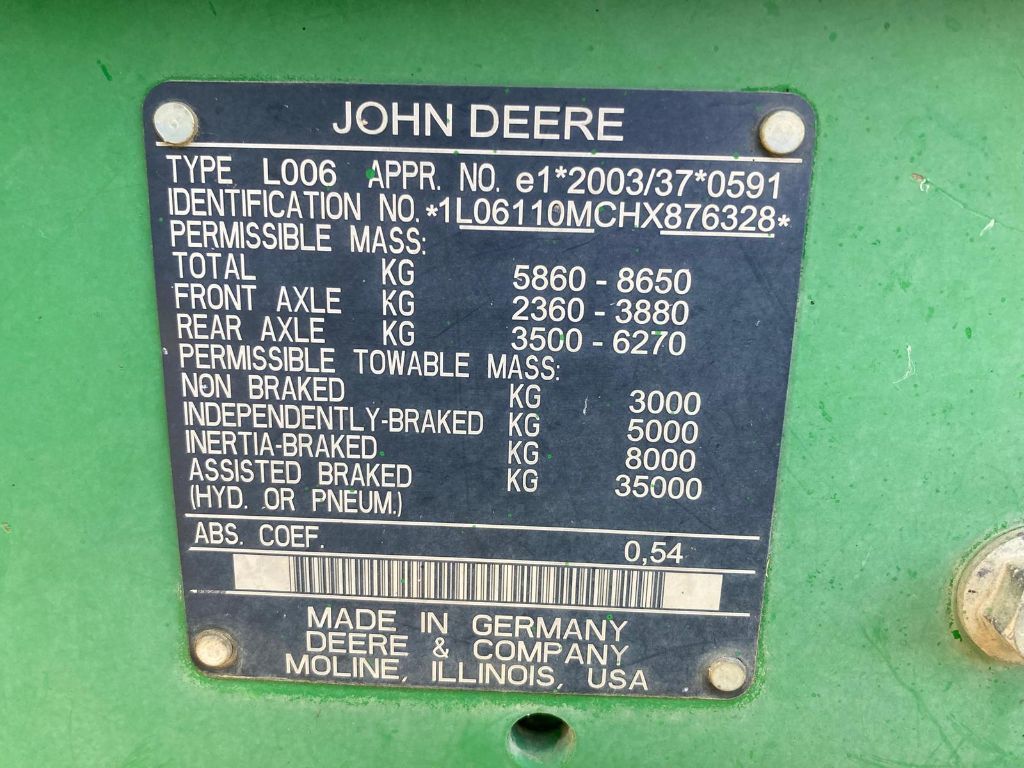 JOHN DEERE
TYPE L006 APPR. NO. e1*2003/37*0591
IDENTIFICATION NO. *1L06110MCHX876328*
PERMISSIBLE MASS:
TOTAL KG 5860 - 8650
FRONT AXLE KG 2360 - 3880
REAR AXLE KG 3500 - 6270
PERMISSIBLE TOWABLE MASS:
NON BRAKED KG 3000
INDEPENDENTLY-BRAKED KG 5000
INERTIA-BRAKED KG 8000
ASSISTED BRAKED KG 35000
(HYD. OR PNEUM.)
ABS. COEF. 0,54
MADE IN GERMANY
DEERE & COMPANY
MOLINE, ILLINOIS, USA